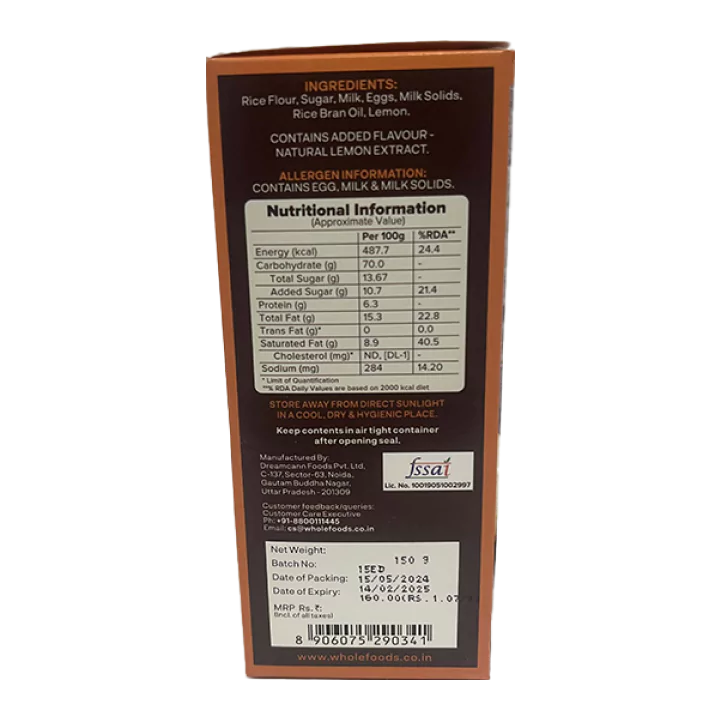 INGREDIENTS:
Rice Flour, Sugar, Milk, Eggs, Milk Solids,
Rice Bran Oil, Lemon.
CONTAINS ADDED FLAVOUR -
NATURAL LEMON EXTRACT.
ALLERGEN INFORMATION:
CONTAINS EGG, MILK & MILK SOLIDS.
Nutritional Information
(Approximate Value)
Per 100g %RDA**
Energy (kcal) 487.7 24.4
Carbohydrate (g) 70.0 -
Total Sugar (g) 13.67 -
Added Sugar (g) 10.7 21.4
Protein (g) 6.3 -
Total Fat (g) 15.3 22.8
Trans Fat (g)* 0 0.0
Saturated Fat (g) 8.9 40.5
Cholesterol (mg)* ND, [DL-1] -
Sodium (mg) 284 14.20
* Limit of Quantification
**% RDA Daily Values are based on 2000 kcal diet
STORE AWAY FROM DIRECT SUNLIGHT
IN A COOL, DRY & HYGIENIC PLACE.
Keep contents in air tight container
after opening seal.
Manufactured By:
Dreamcann Foods Pvt. Ltd,
C-137, Sector-63, Noida,
Gautam Buddha Nagar,
Uttar Pradesh - 201309
fssai
Lic. No. 10019051002997
Customer feedback/queries:
Customer Care Executive
Ph: +91-8800111445
Email: cs@wholefoods.co.in
Net Weight: 150 g
Batch No: 15ED
Date of Packing: 15/05/2024
Date of Expiry: 14/02/2025
MRP Rs. ₹: 160.00(RS.1.07/
(Incl. of all taxes)
8 906075 290341
www.wholefoods.co.in